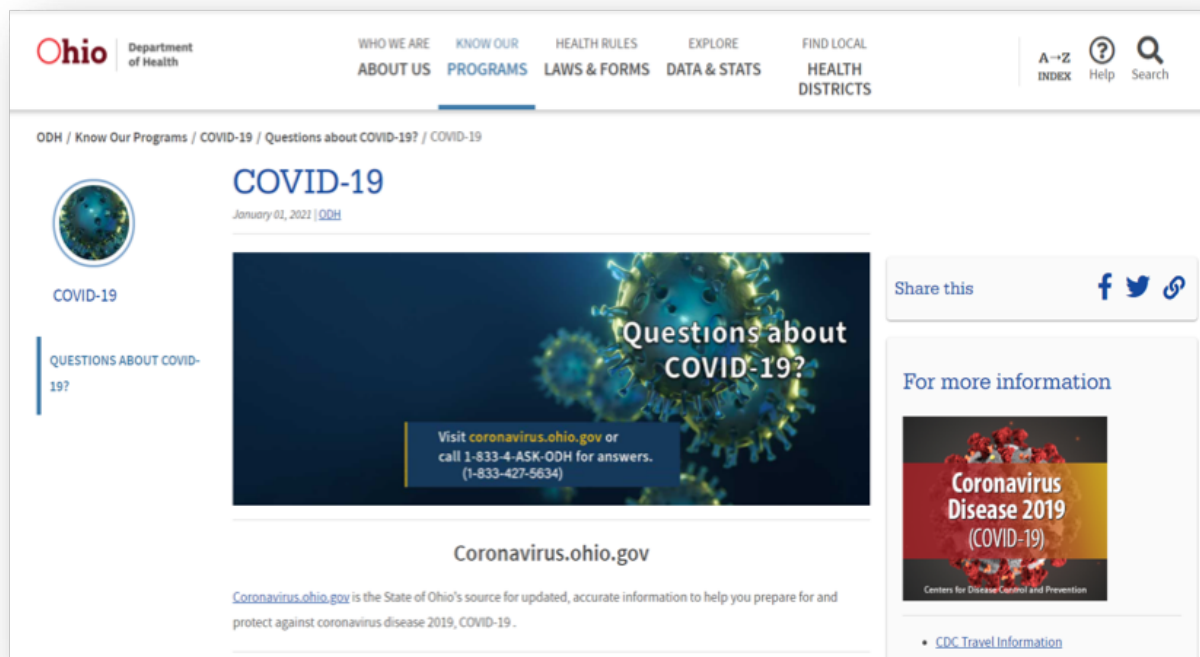 Ohio
Department
of Health
WHO WE ARE
ABOUT US
KNOW OUR
PROGRAMS
HEALTH RULES
LAWS & FORMS
EXPLORE
DATA & STATS
FIND LOCAL
HEALTH
DISTRICTS
A→Z
INDEX
Help
Search
ODH / Know Our Programs / COVID-19 / Questions about COVID-19? / COVID-19
COVID-19
QUESTIONS ABOUT COVID-
19?
COVID-19
January 01, 2021 | ODH
Questions about
COVID-19?
Visit coronavirus.ohio.gov or
call 1-833-4-ASK-ODH for answers.
(1-833-427-5634)
Coronavirus.ohio.gov
Coronavirus.ohio.gov is the State of Ohio's source for updated, accurate information to help you prepare for and
protect against coronavirus disease 2019, COVID-19 .
Share this
For more information
Coronavirus
Disease 2019
(COVID-19)
Centers for Disease Control and Prevention
• CDC Travel Information